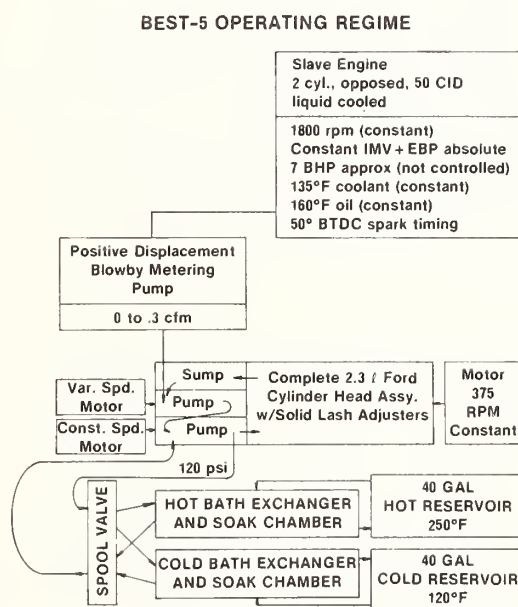 BEST-5 OPERATING REGIME
Slave Engine
2 cyl., opposed, 50 CID
liquid cooled
1800 rpm (constant)
Constant IMV + EBP absolute
7 BHP approx (not controlled)
135°F coolant (constant)
160°F oil (constant)
50° BTDC spark timing
Positive Displacement
Blowby Metering
Pump
0 to .3 cfm
Var. Spd.
Motor
Const. Spd.
Motor
Sump
Pump
Pump
Complete 2.3 ℓ Ford
Cylinder Head Assy.
w/Solid Lash Adjusters
Motor
375
RPM
Constant
120 psi
SPOOL VALVE
HOT BATH EXCHANGER
AND SOAK CHAMBER
40 GAL
HOT RESERVOIR
250°F
COLD BATH EXCHANGER
AND SOAK CHAMBER
40 GAL
COLD RESERVOIR
120°F